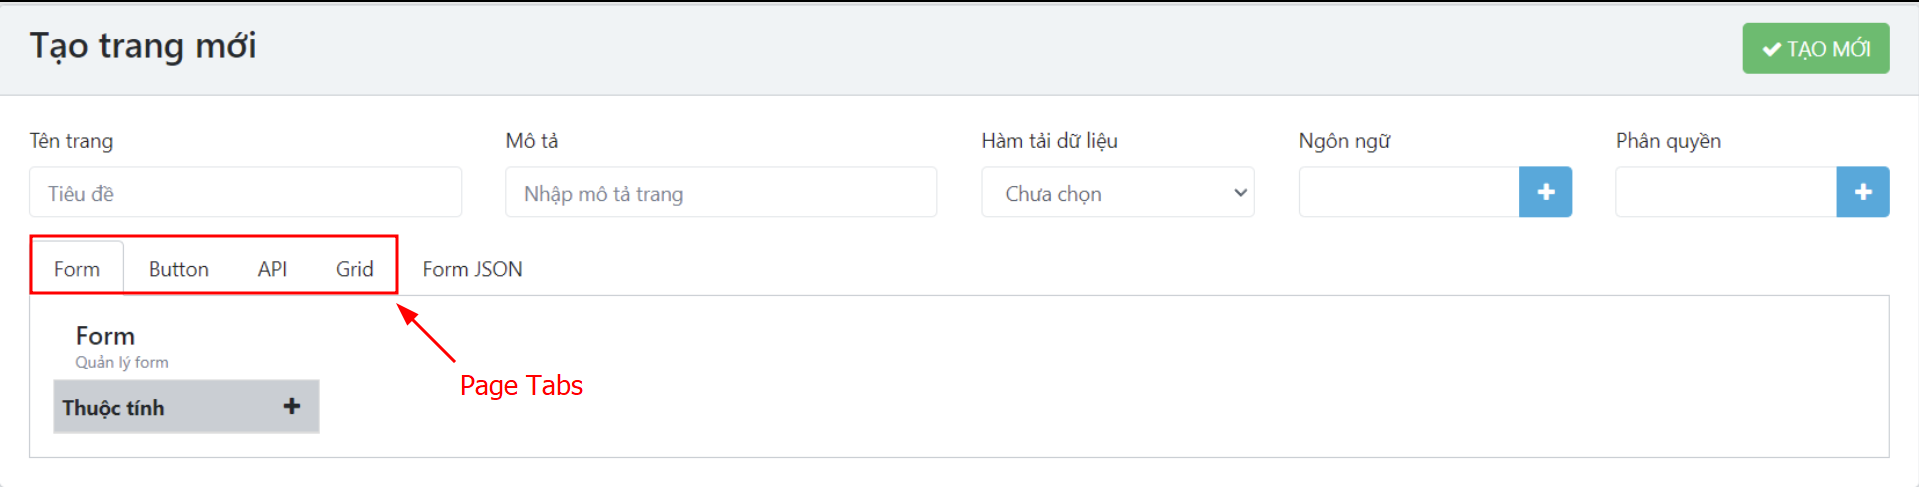 Tạo trang mới
TẠO MỚI
Tên trang
Mô tả
Hàm tải dữ liệu
Ngôn ngữ
Phân quyền
Tiêu đề
Nhập mô tả trang
Chưa chọn
Form
Button
API
Grid
Form JSON
Form
Quản lý form
Thuộc tính
Page Tabs